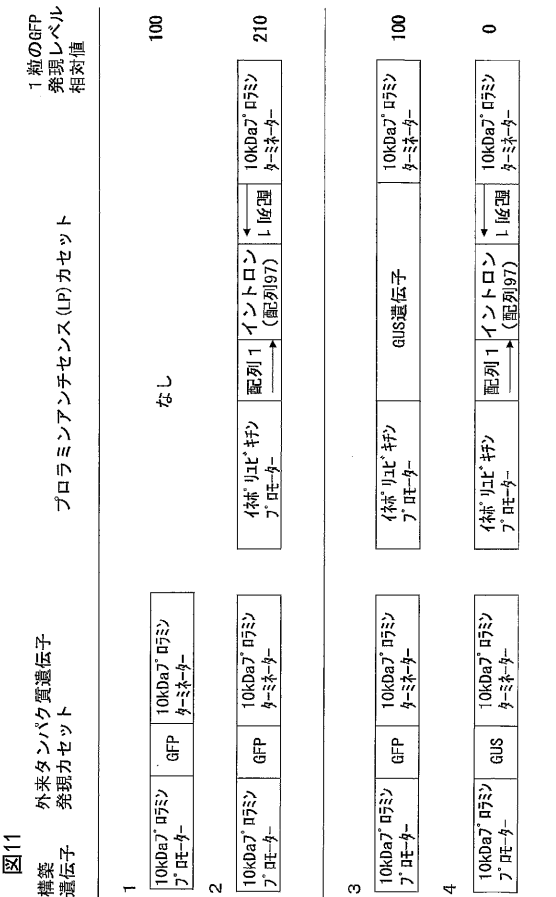 図11
構築
遺伝子
外来タンパク質遺伝子
発現カセット
プロラミンアンチセンス(LP)カセット
1粒のGFP
発現レベル
相対値
1
10kDaプロラミン
プロモーター
GFP
10kDaプロラミン
ターミネーター
なし
100
2
10kDaプロラミン
プロモーター
GFP
10kDaプロラミン
ターミネーター
イネポリユビキチン
プロモーター
配列1
イントロン
(配列97)
配列1
10kDaプロラミン
ターミネーター
210
3
10kDaプロラミン
プロモーター
GFP
10kDaプロラミン
ターミネーター
イネポリユビキチン
プロモーター
GUS遺伝子
10kDaプロラミン
ターミネーター
100
4
10kDaプロラミン
プロモーター
GUS
10kDaプロラミン
ターミネーター
イネポリユビキチン
プロモーター
配列1
イントロン
(配列97)
配列1
10kDaプロラミン
ターミネーター
0